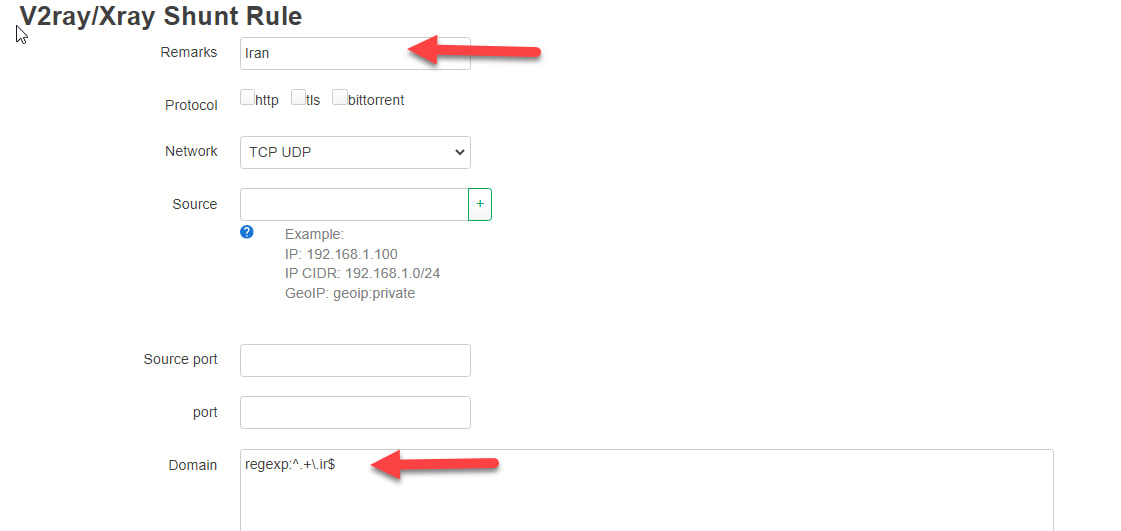 V2ray/Xray Shunt Rule
Remarks Iran
Protocol http tls bittorrent
Network TCP UDP
Source +
? Example:
IP: 192.168.1.100
IP CIDR: 192.168.1.0/24
GeoIP: geoip:private
Source port
port
Domain regexp:^.+\.ir$